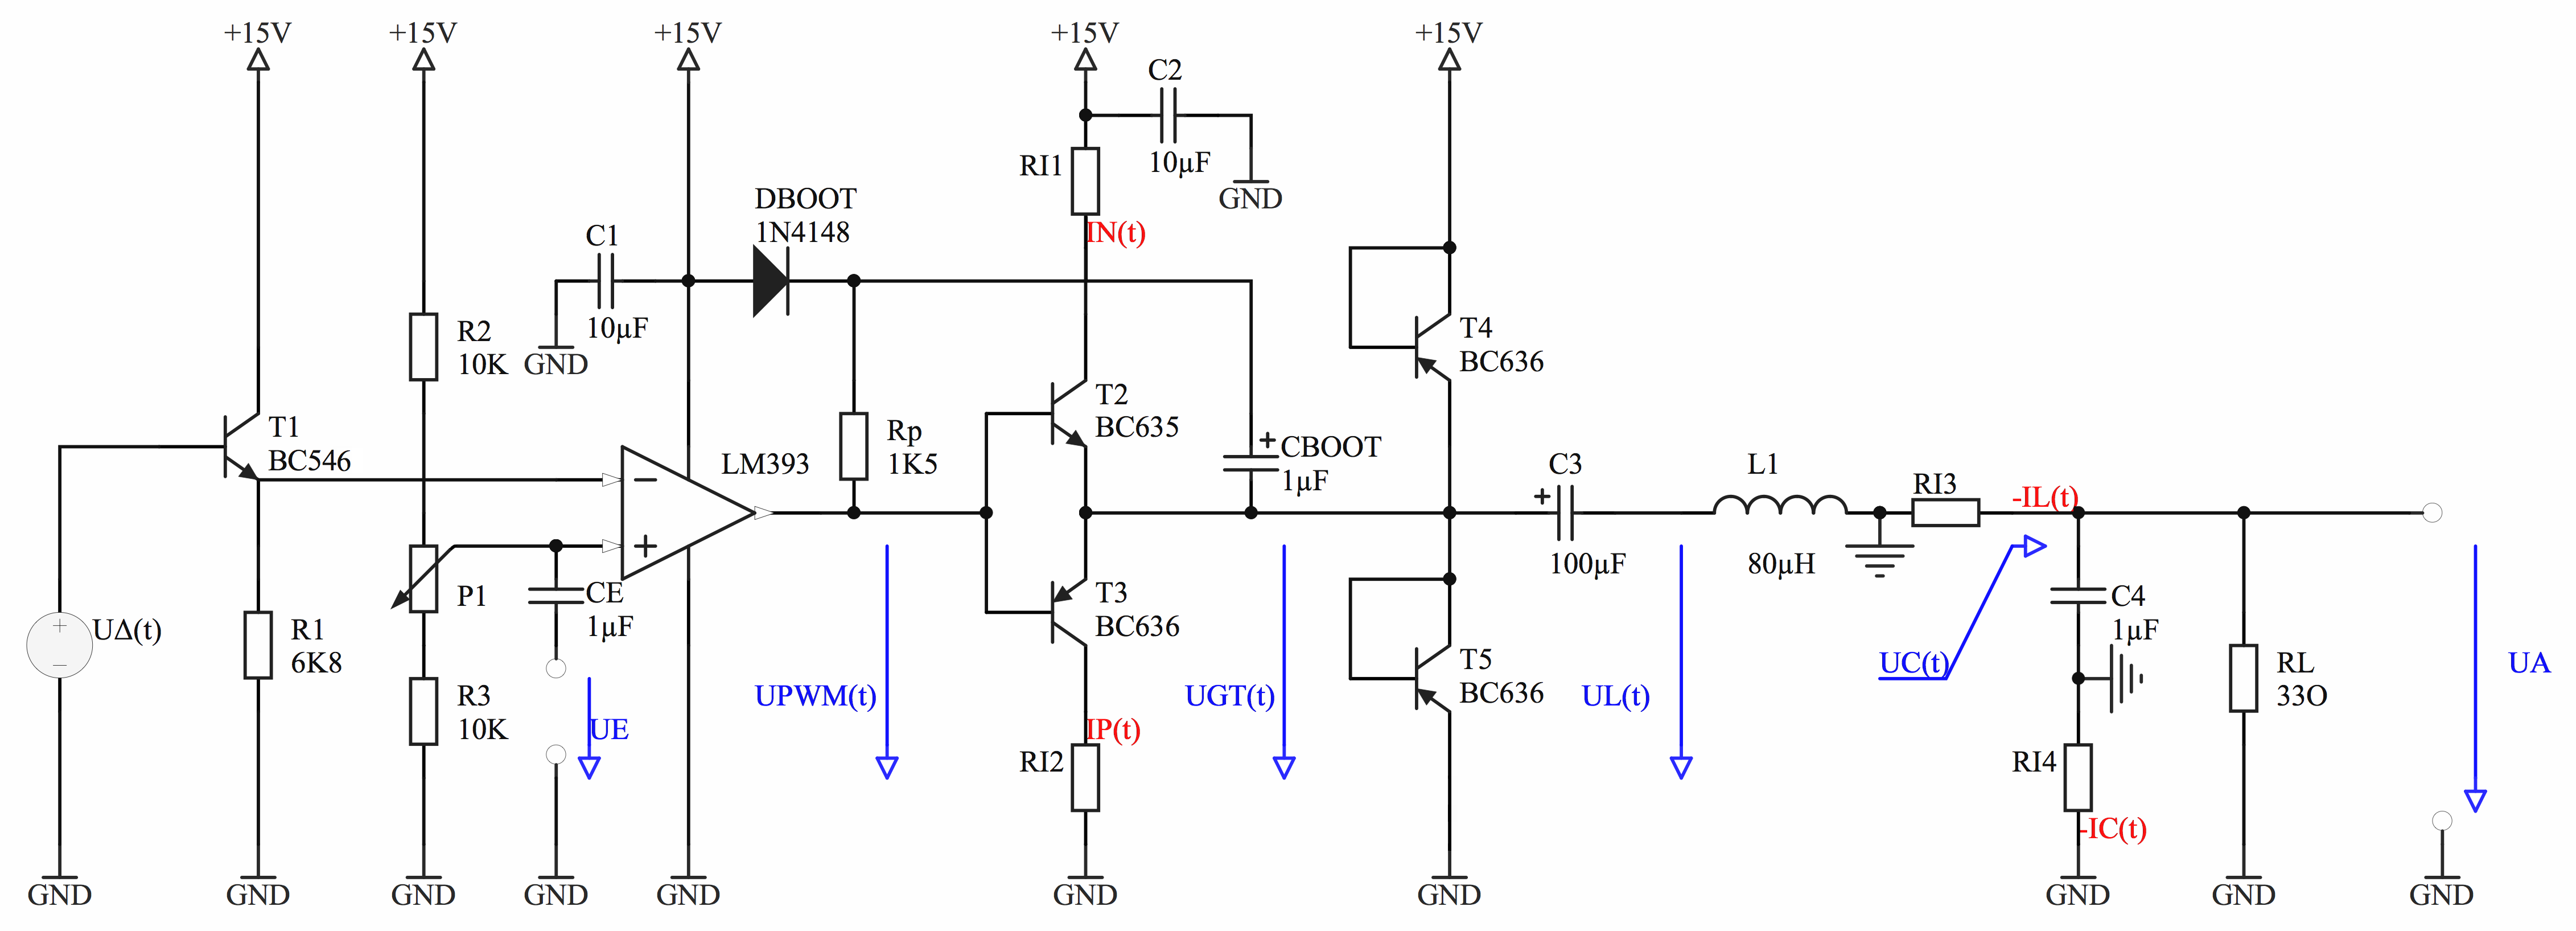 +15V
+15V
+15V
+15V
+15V
C2
10µF
GND
RI1
IN(t)
DBOOT
1N4148
C1
10µF
GND
R2
10K
T4
BC636
T1
BC546
T2
BC635
Rp
1K5
LM393
CBOOT
1µF
C3
100µF
L1
80µH
RI3
-IL(t)
P1
CE
1µF
T3
BC636
C4
1µF
UΔ(t)
R1
6K8
R3
10K
UE
UPWM(t)
UGT(t)
T5
BC636
UL(t)
UC(t)
RL
33O
UA
IP(t)
RI2
RI4
-IC(t)
GND
GND
GND
GND
GND
GND
GND
GND
GND
GND